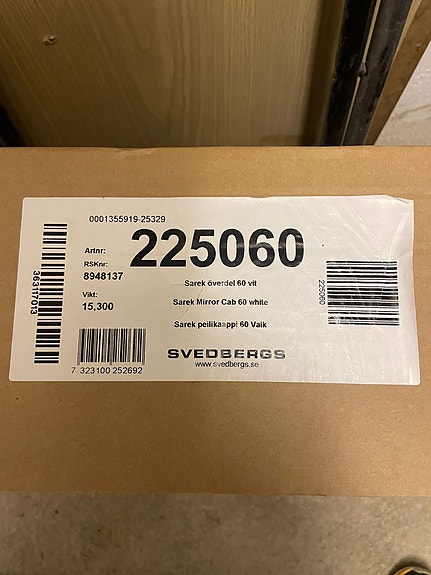 0001355919-25329
Artnr:
225060
RSKnr:
8948137
Sarek överdel 60 vit
Vikt:
15,300
Sarek Mirror Cab 60 white
Sarek peilikaappi 60 Valk
SVEDBERGS
www.svedbergs.se
7 323100 252692
363117013
225060